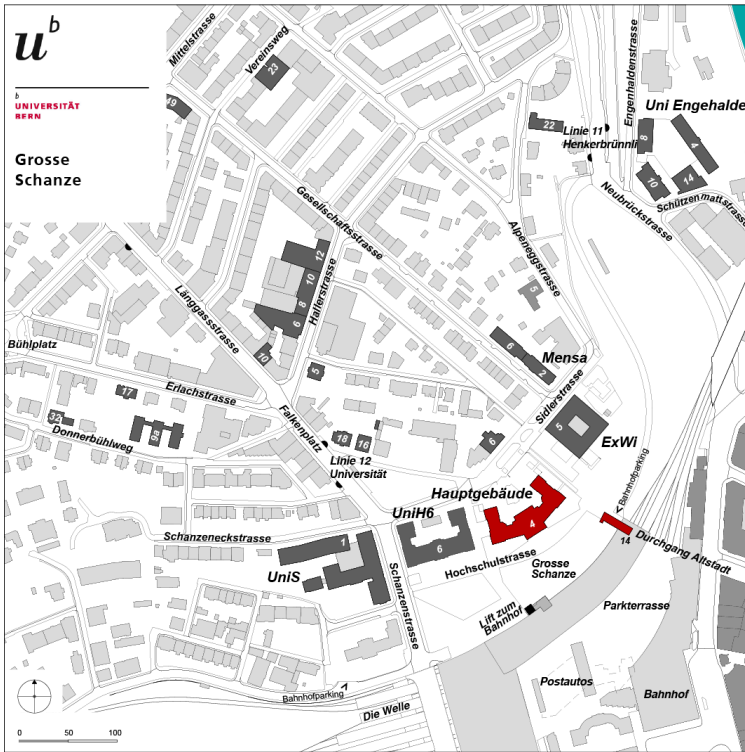 u^b
b
UNIVERSITÄT
BERN
Grosse
Schanze
Mittelstrasse
Vereinsweg
23
49
22
Linie 11
Henkerbrünnli
Engehaldenstrasse
Uni Engehalde
8
4
10
14
Schützenmattstrasse
Neubrückstrasse
Gesellschaftsstrasse
Alpeneggstrasse
5
12
10
8
6
Hallerstrasse
Länggassstrasse
10
Bühlplatz
Erlachstrasse
17
32
9a
Donnerbühlweg
5
Falkenplatz
18
16
Linie 12
Universität
6
2
Mensa
Sidlerstrasse
5
ExWi
6
Hauptgebäude
4
UniH6
6
Hochschulstrasse
Grosse
Schanze
Bahnhofparking
14
Durchgang Altstadt
Schanzeneckstrasse
1
UniS
Schanzenstrasse
Lift zum
Bahnhof
Parkterrasse
Postautos
Bahnhof
Bahnhofparking
Die Welle
0 50 100